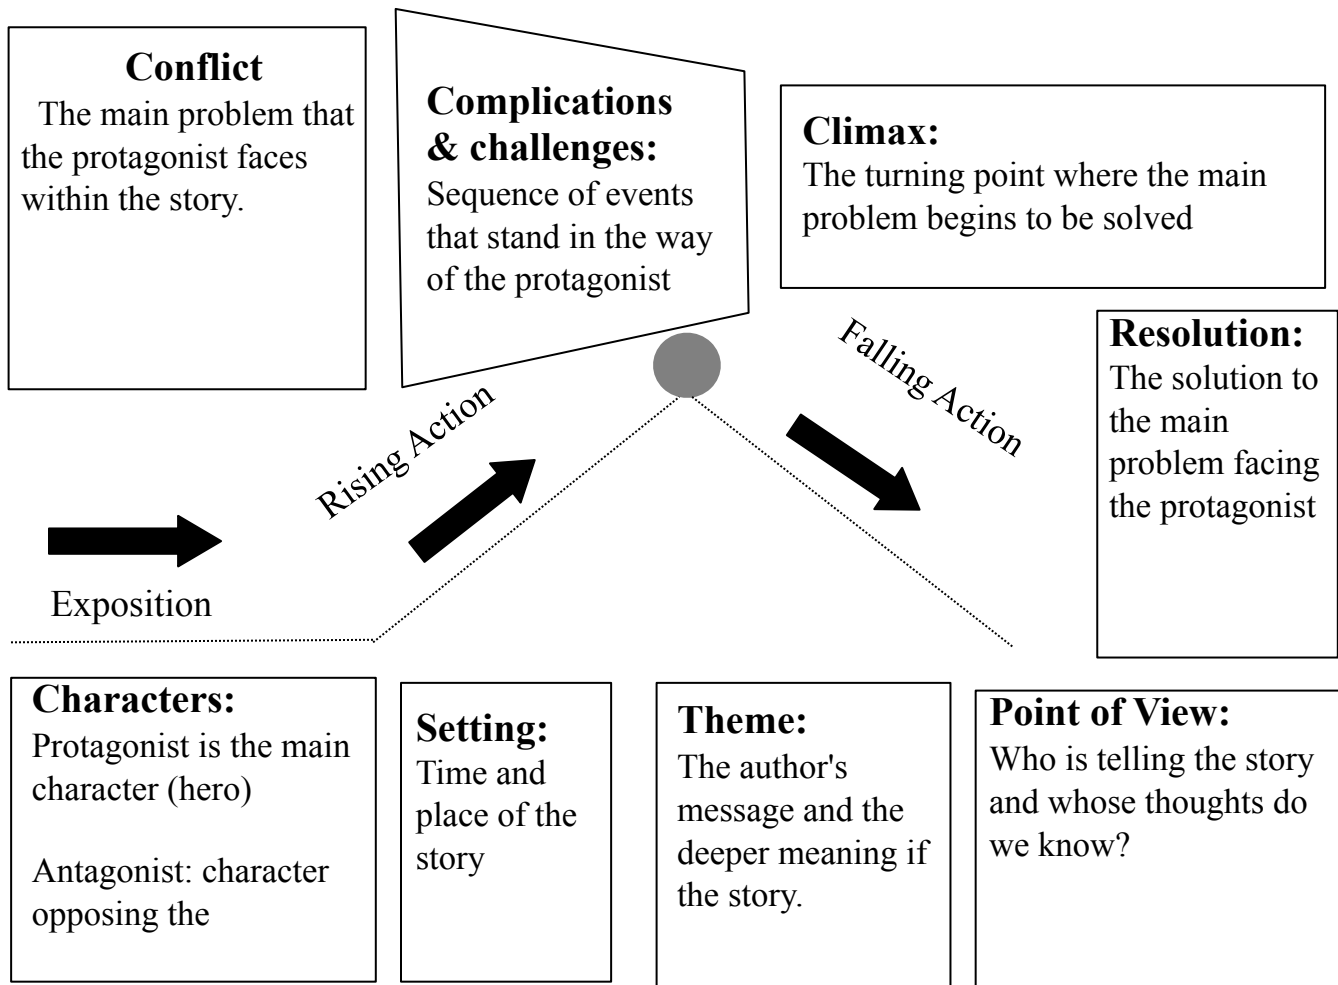 Conflict
The main problem that
the protagonist faces
within the story.
Complications
& challenges:
Sequence of events
that stand in the way
of the protagonist
Climax:
The turning point where the main
problem begins to be solved
Resolution:
The solution to
the main
problem facing
the protagonist
Rising Action
Falling Action
Exposition
Characters:
Protagonist is the main
character (hero)
Antagonist: character
opposing the
Setting:
Time and
place of the
story
Theme:
The author's
message and the
deeper meaning if
the story.
Point of View:
Who is telling the story
and whose thoughts do
we know?